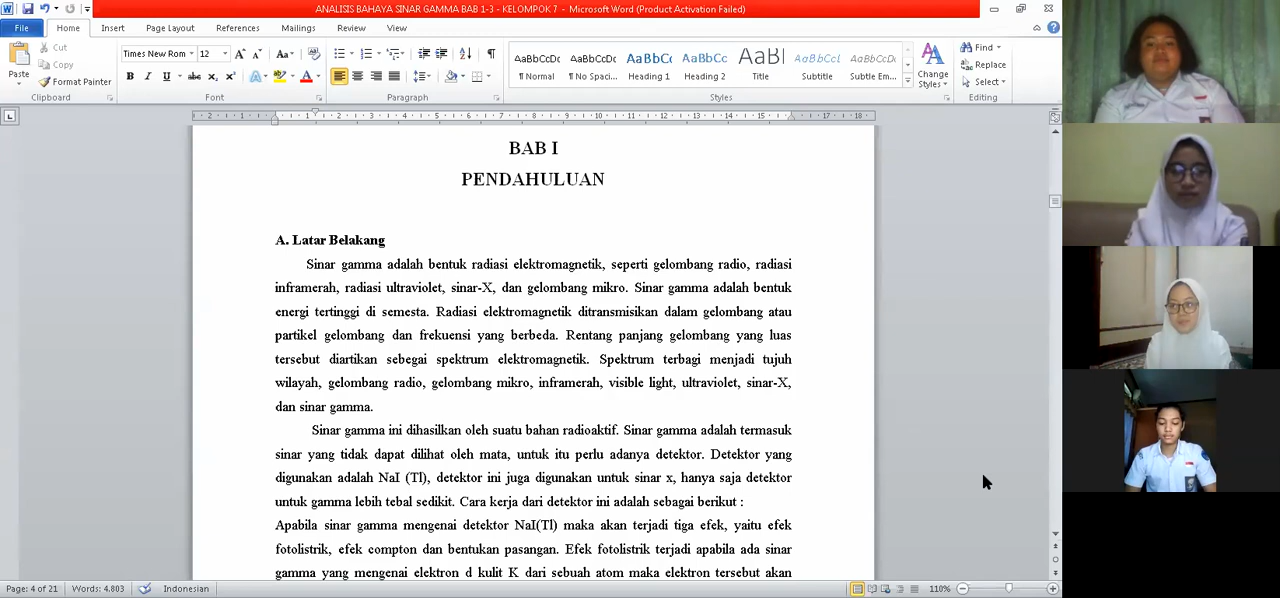 ANALISIS BAHAYA SINAR GAMMA BAB 1-3 - KELOMPOK 7 - Microsoft Word (Product Activation Failed)
File Home Insert Page Layout References Mailings Review View
Paste
Cut
Copy
Format Painter
Clipboard
Times New Rom 12
Font
Paragraph
AaBbCcDc AaBbCcDc AaBbC AaBbCc AaBl AaBbCcL AaBbCcDc
¶ Normal ¶ No Spaci... Heading 1 Heading 2 Title Subtitle Subtle Em...
Change Styles
Styles
Find
Replace
Select
Editing
BAB I
PENDAHULUAN
A. Latar Belakang
Sinar gamma adalah bentuk radiasi elektromagnetik, seperti gelombang radio, radiasi
inframerah, radiasi ultraviolet, sinar-X, dan gelombang mikro. Sinar gamma adalah bentuk
energi tertinggi di semesta. Radiasi elektromagnetik ditransmisikan dalam gelombang atau
partikel gelombang dan frekuensi yang berbeda. Rentang panjang gelombang yang luas
tersebut diartikan sebegai spektrum elektromagnetik. Spektrum terbagi menjadi tujuh
wilayah, gelombang radio, gelombang mikro, inframerah, visible light, ultraviolet, sinar-X,
dan sinar gamma.
Sinar gamma ini dihasilkan oleh suatu bahan radioaktif. Sinar gamma adalah termasuk
sinar yang tidak dapat dilihat oleh mata, untuk itu perlu adanya detektor. Detektor yang
digunakan adalah NaI (Tl), detektor ini juga digunakan untuk sinar x, hanya saja detektor
untuk gamma lebih tebal sedikit. Cara kerja dari detektor ini adalah sebagai berikut :
Apabila sinar gamma mengenai detektor NaI(Tl) maka akan terjadi tiga efek, yaitu efek
fotolistrik, efek compton dan bentukan pasangan. Efek fotolistrik terjadi apabila ada sinar
gamma yang mengenai elektron d kulit K dari sebuah atom maka elektron tersebut akan
Page: 4 of 21 Words: 4.803 Indonesian 110%